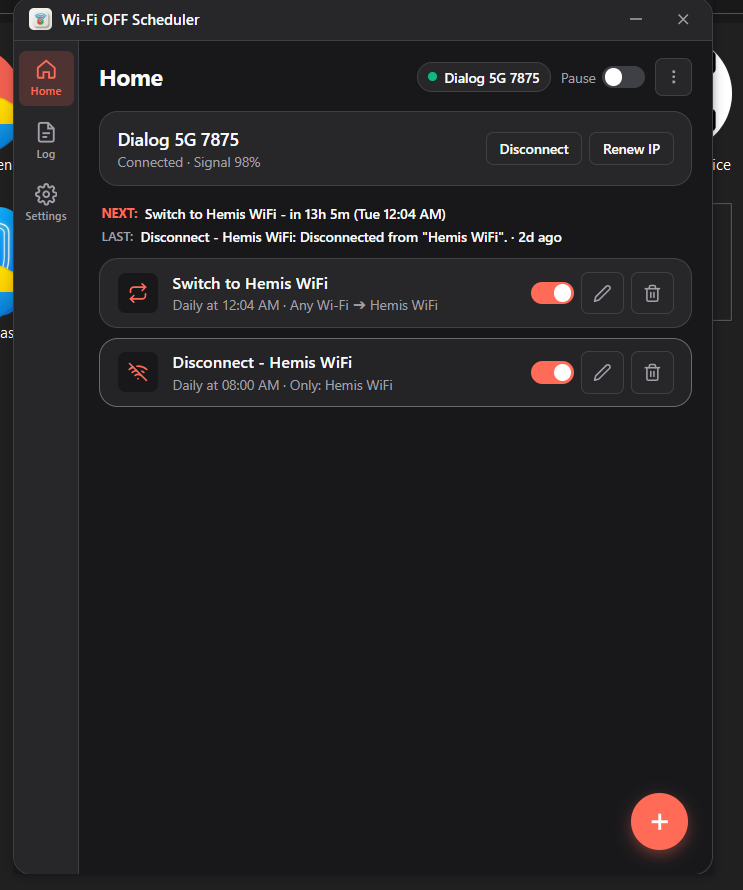 Wi-Fi OFF Scheduler
Home
Dialog 5G 7875
Pause
Home
Log
Settings
Dialog 5G 7875
Connected · Signal 98%
Disconnect
Renew IP
NEXT: Switch to Hemis WiFi - in 13h 5m (Tue 12:04 AM)
LAST: Disconnect - Hemis WiFi: Disconnected from "Hemis WiFi". · 2d ago
Switch to Hemis WiFi
Daily at 12:04 AM · Any Wi-Fi ➔ Hemis WiFi
Disconnect - Hemis WiFi
Daily at 08:00 AM · Only: Hemis WiFi
en
ice
as